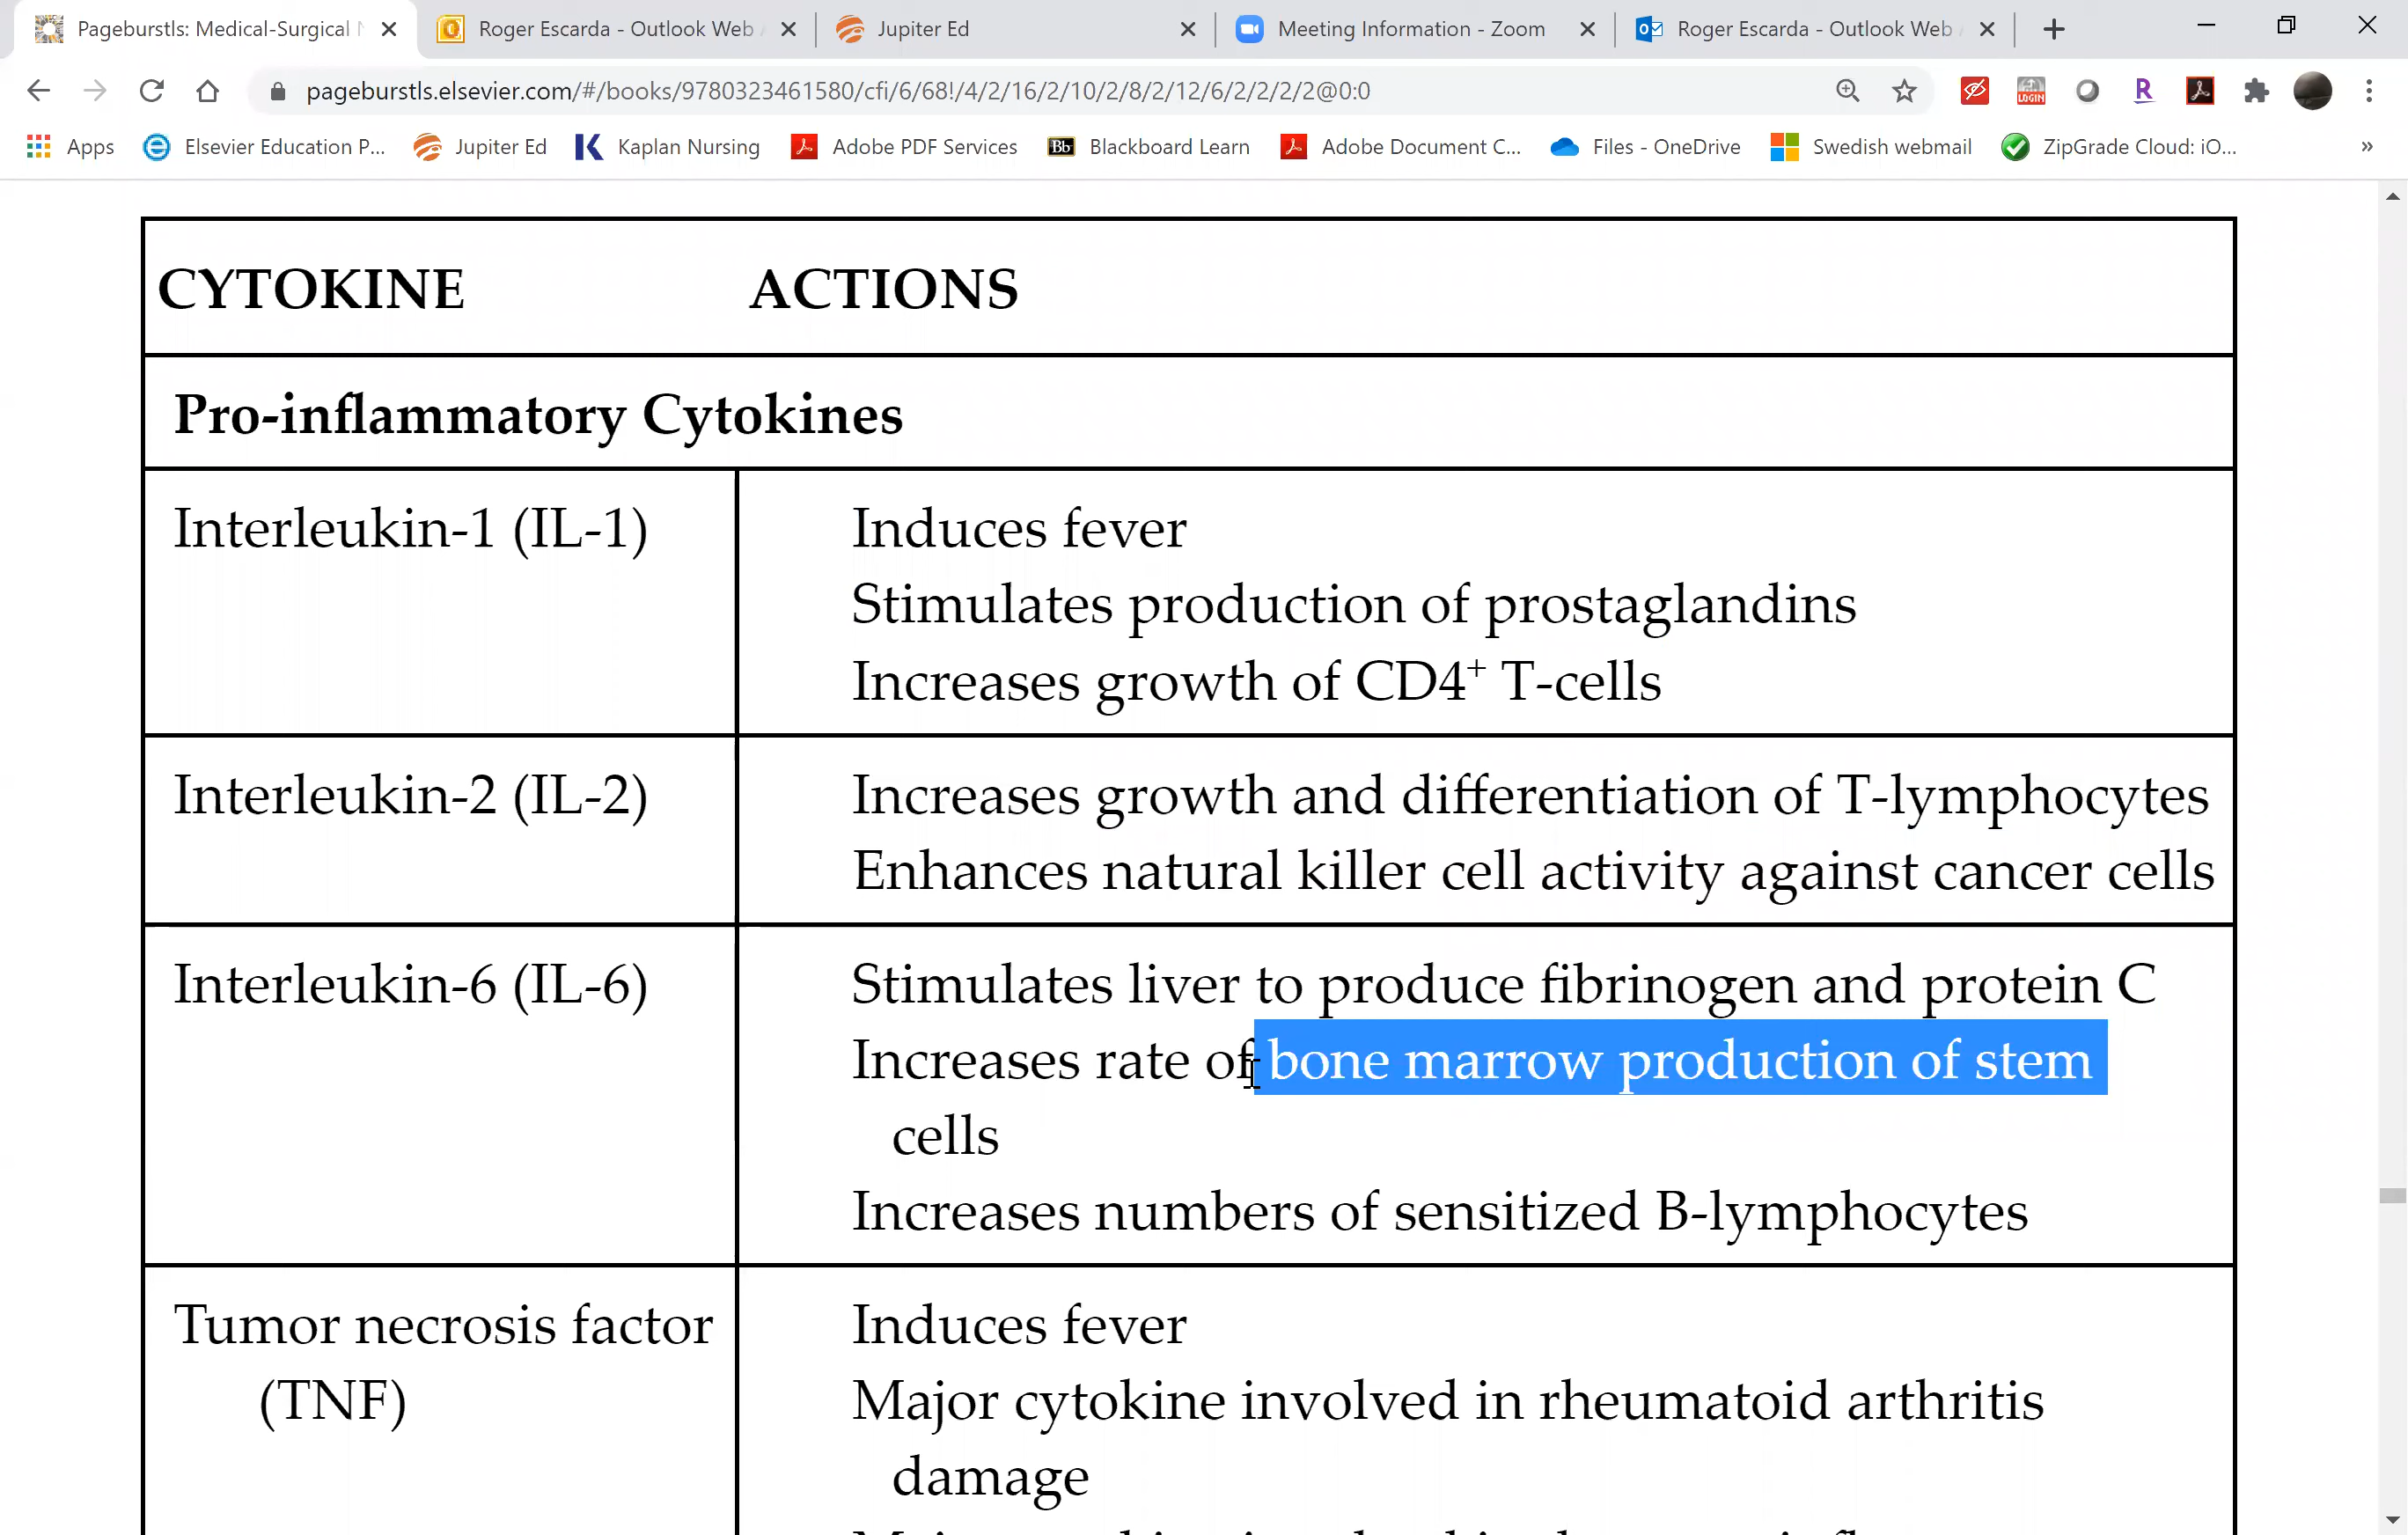 Pageburstls: Medical-Surgical
Roger Escarda - Outlook Web
Jupiter Ed
Meeting Information - Zoom
Roger Escarda - Outlook Web
pageburstls.elsevier.com/#/books/9780323461580/cfi/6/68!/4/2/16/2/10/2/8/2/12/6/2/2/2/2@0:0
LOGIN
R
Apps
Elsevier Education P...
Jupiter Ed
Kaplan Nursing
Adobe PDF Services
Bb
Blackboard Learn
Adobe Document C...
Files - OneDrive
Swedish webmail
ZipGrade Cloud: iO...
»
CYTOKINE ACTIONS
Pro-inflammatory Cytokines
Interleukin-1 (IL-1) Induces fever
Stimulates production of prostaglandins
Increases growth of CD4⁺ T-cells
Interleukin-2 (IL-2) Increases growth and differentiation of T-lymphocytes
Enhances natural killer cell activity against cancer cells
Interleukin-6 (IL-6) Stimulates liver to produce fibrinogen and protein C
Increases rate of bone marrow production of stem
cells
Increases numbers of sensitized B-lymphocytes
Tumor necrosis factor Induces fever
(TNF) Major cytokine involved in rheumatoid arthritis
damage